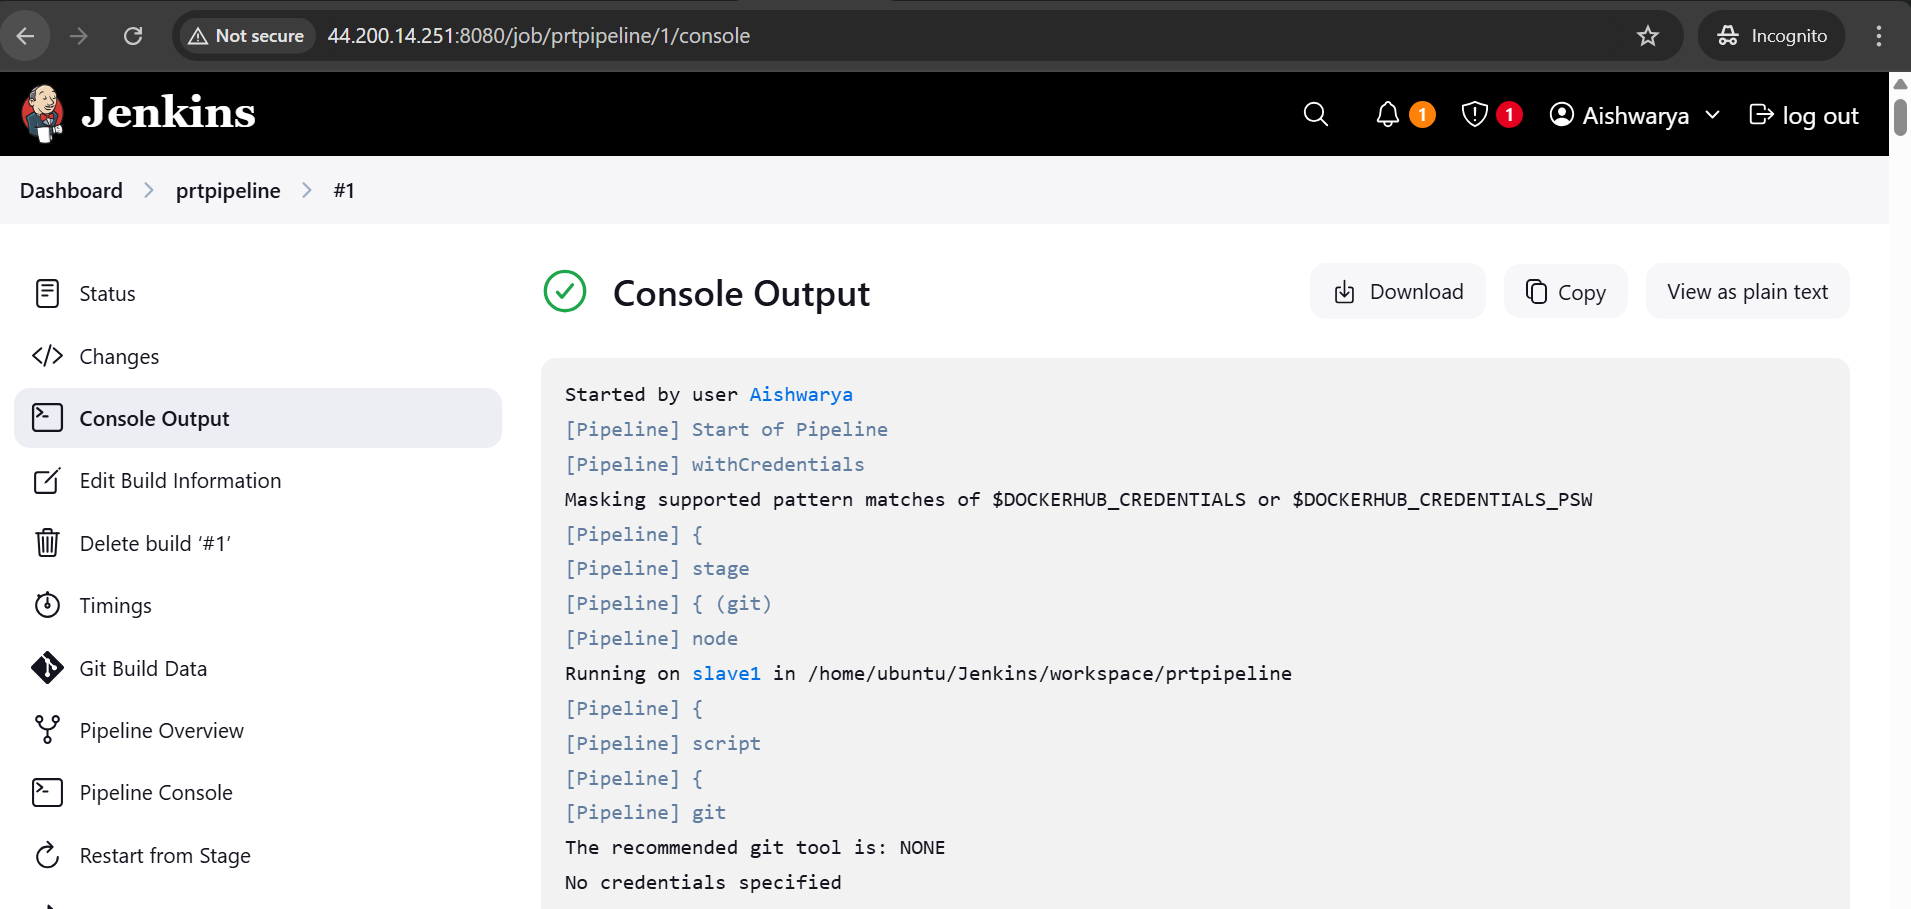 Not secure 44.200.14.251:8080/job/prtpipeline/1/console Incognito
Jenkins 1 1 Aishwarya log out
Dashboard prtpipeline #1
Status
Changes
Console Output
Edit Build Information
Delete build ‘#1’
Timings
Git Build Data
Pipeline Overview
Pipeline Console
Restart from Stage
Console Output Download Copy View as plain text
Started by user Aishwarya
[Pipeline] Start of Pipeline
[Pipeline] withCredentials
Masking supported pattern matches of $DOCKERHUB_CREDENTIALS or $DOCKERHUB_CREDENTIALS_PSW
[Pipeline] {
[Pipeline] stage
[Pipeline] { (git)
[Pipeline] node
Running on slave1 in /home/ubuntu/Jenkins/workspace/prtpipeline
[Pipeline] {
[Pipeline] script
[Pipeline] {
[Pipeline] git
The recommended git tool is: NONE
No credentials specified